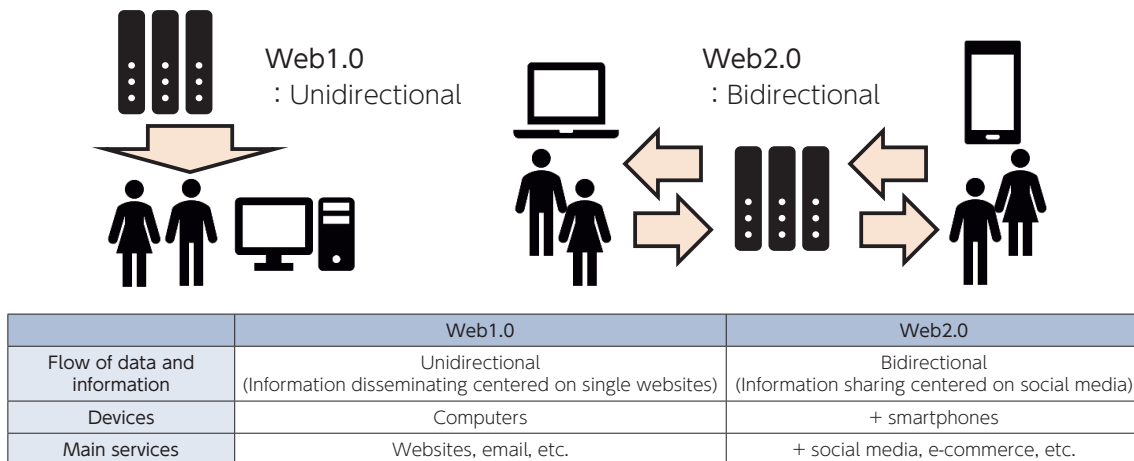 Web1.0
: Unidirectional
Web2.0
: Bidirectional
Web1.0 Web2.0
Flow of data and information
Unidirectional
(Information disseminating centered on single websites)
Bidirectional
(Information sharing centered on social media)
Devices Computers + smartphones
Main services Websites, email, etc. + social media, e-commerce, etc.